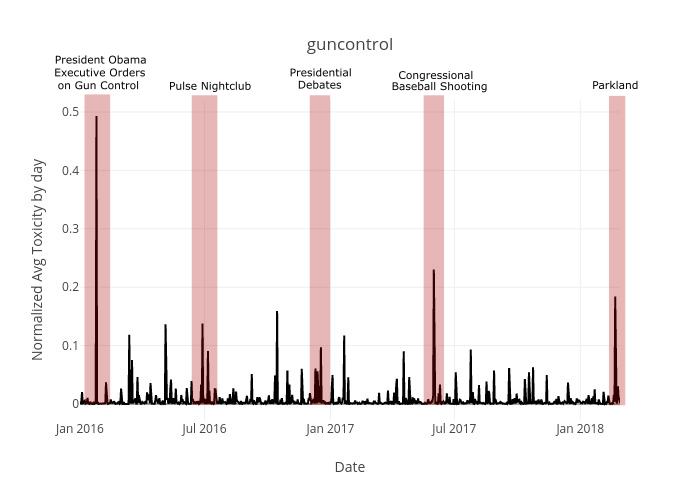 guncontrol
President Obama
Executive Orders
on Gun Control
Pulse Nightclub
Presidential
Debates
Congressional
Baseball Shooting
Parkland
Normalized Avg Toxicity by day
0.5
0.4
0.3
0.2
0.1
0
Jan 2016
Jul 2016
Jan 2017
Jul 2017
Jan 2018
Date